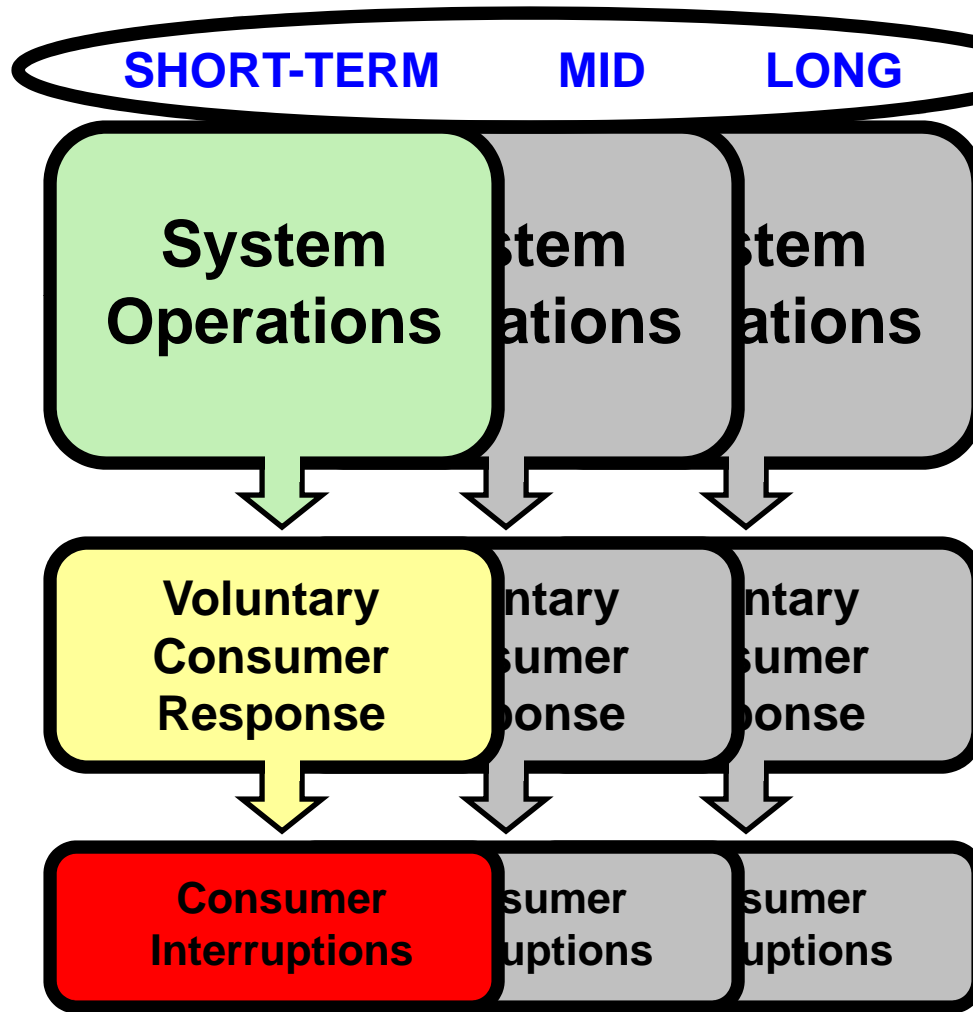 SHORT-TERM MID LONG
System stem stem
Operations ations ations
Voluntary ntary ntary
Consumer sumer sumer
Response ponse ponse
Consumer sumer sumer
Interruptions uptions uptions